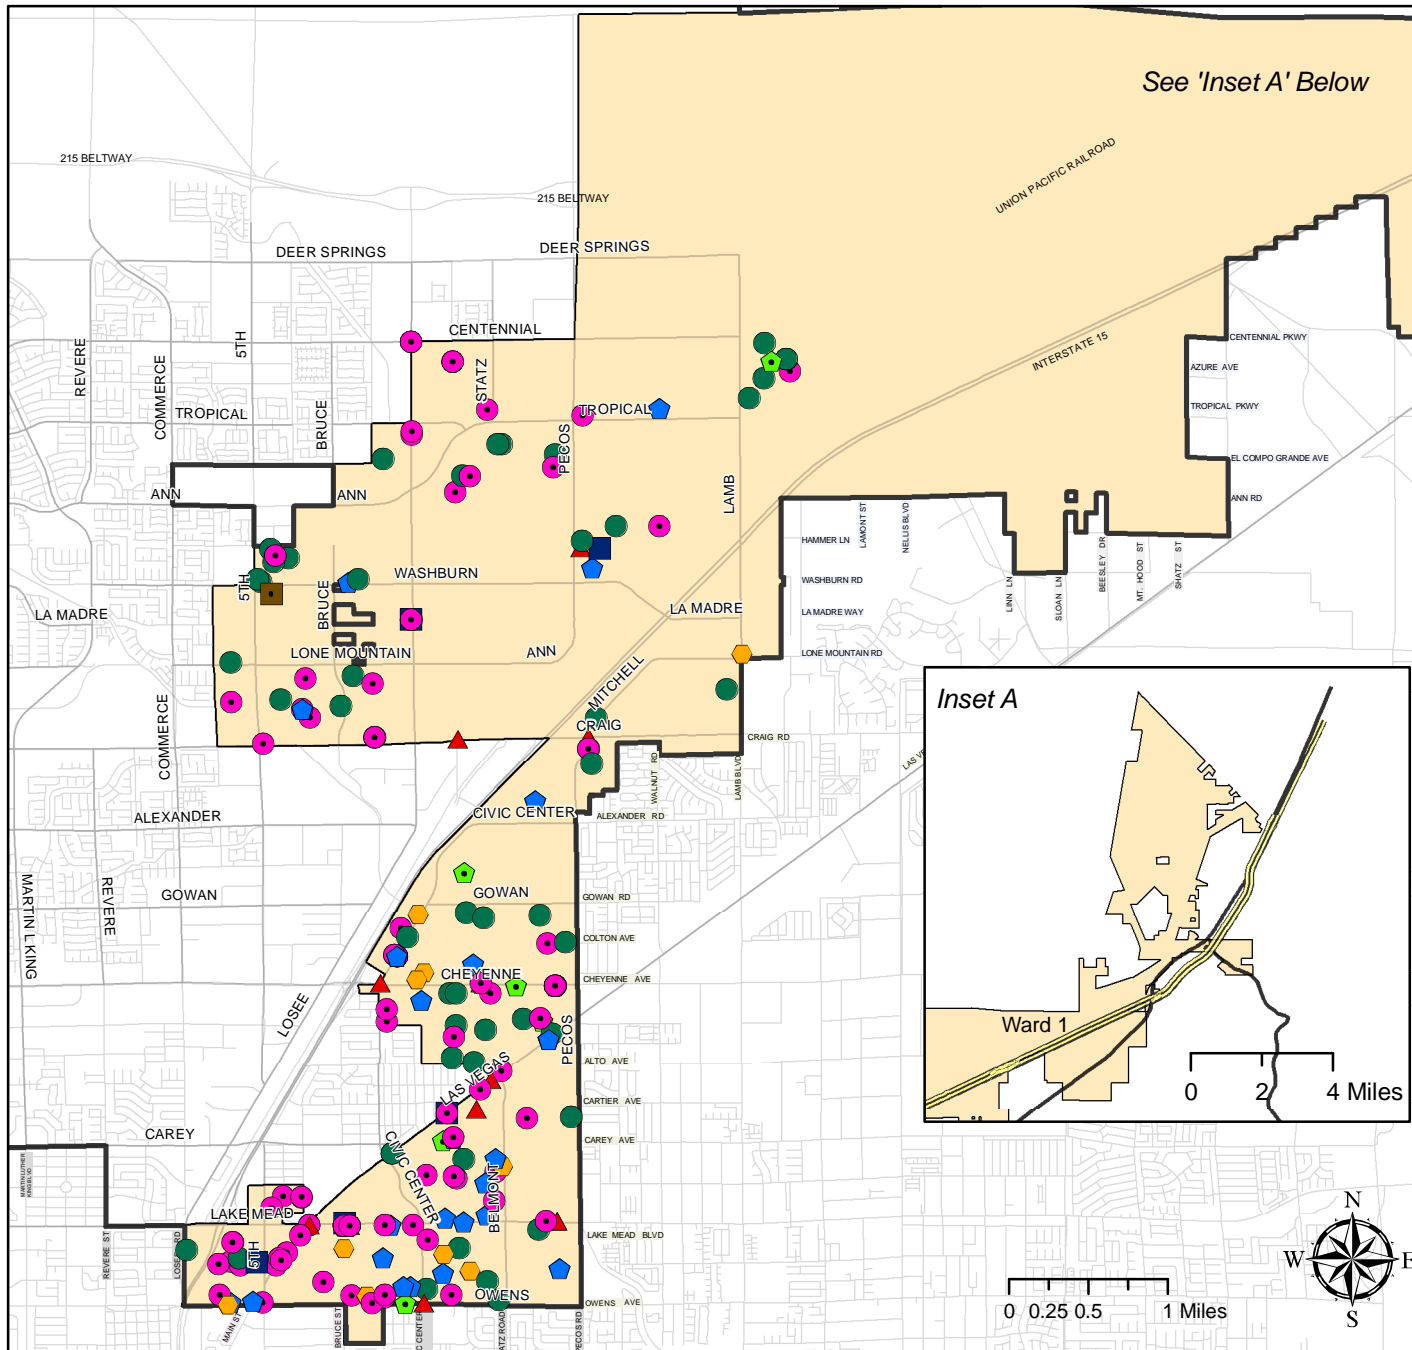 See 'Inset A' Below
UNION PACIFIC RAILROAD
215 BELTWAY
215 BELTWAY
DEER SPRINGS
DEER SPRINGS
CENTENNIAL
CENTENNIAL PKWY
INTERSTATE 15
REVERE
COMMERCE
5TH
BRUCE
STATZ
AZURE AVE
TROPICAL
TROPICAL
TROPICAL PKWY
PECOS
EL COMPO GRANDE AVE
ANN
ANN
LAMB
ANN RD
HAMMER LN
LAMONT ST
NELLIS BLVD
BEESLEY DR
MT. HOOD ST
SHATZ ST
LINN LN
SLOAN LN
WASHBURN
WASHBURN RD
5TH
BRUCE
LA MADRE
LA MADRE
LA MADRE WAY
LONE MOUNTAIN
ANN
LONE MOUNTAIN RD
MITCHELL
COMMERCE
CRAIG
CRAIG RD
WALNUT RD
LAMB BLVD
LAS VE
ALEXANDER
CIVIC CENTER
ALEXANDER RD
MARTIN L KING
REVERE
GOWAN
GOWAN
GOWAN RD
COLTON AVE
CHEYENNE
CHEYENNE AVE
LOSEE
PECOS
ALTO AVE
LAS VEGAS
CARTIER AVE
CAREY
CIVIC CENTER
CAREY AVE
MARTIN LUTHER
KING BLVD
BELMONT
LAKE MEAD
LAKE MEAD BLVD
REVERE ST
5TH
OWENS
OWENS AVE
MAIN S
BRUCE ST
PECOS RD
Inset A
Ward 1
0 2 4 Miles
N
W E
S
0 0.25 0.5 1 Miles